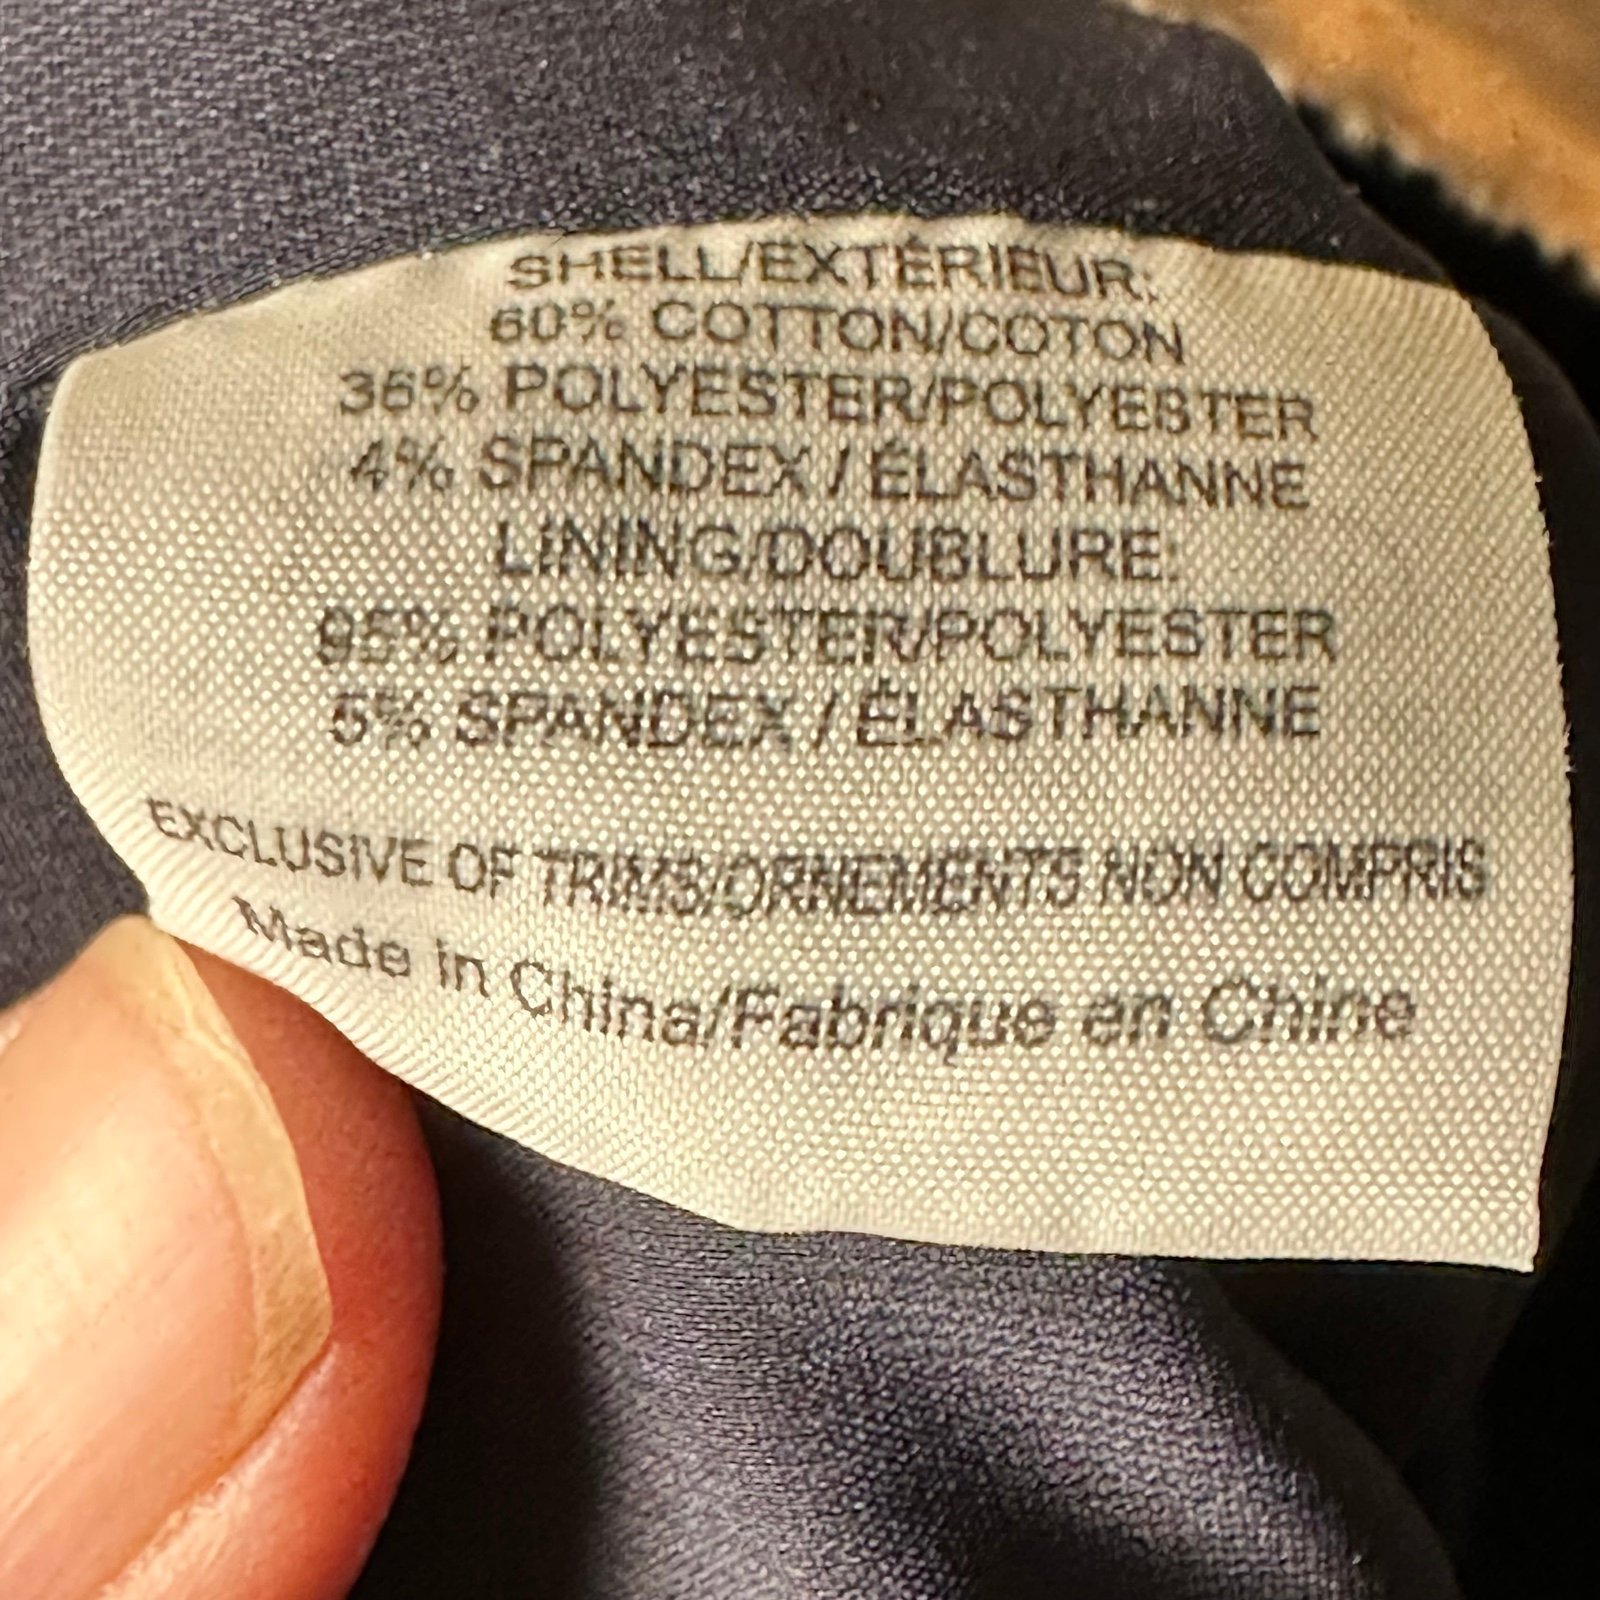 SHELL/EXTÉRIEUR:
60% COTTON/COTON
36% POLYESTER/POLYESTER
4% SPANDEX / ÉLASTHANNE
LINING/DOUBLURE:
95% POLYESTER/POLYESTER
5% SPANDEX / ÉLASTHANNE
EXCLUSIVE OF TRIMS/ORNEMENTS NON COMPRIS
Made in China/Fabrique en Chine